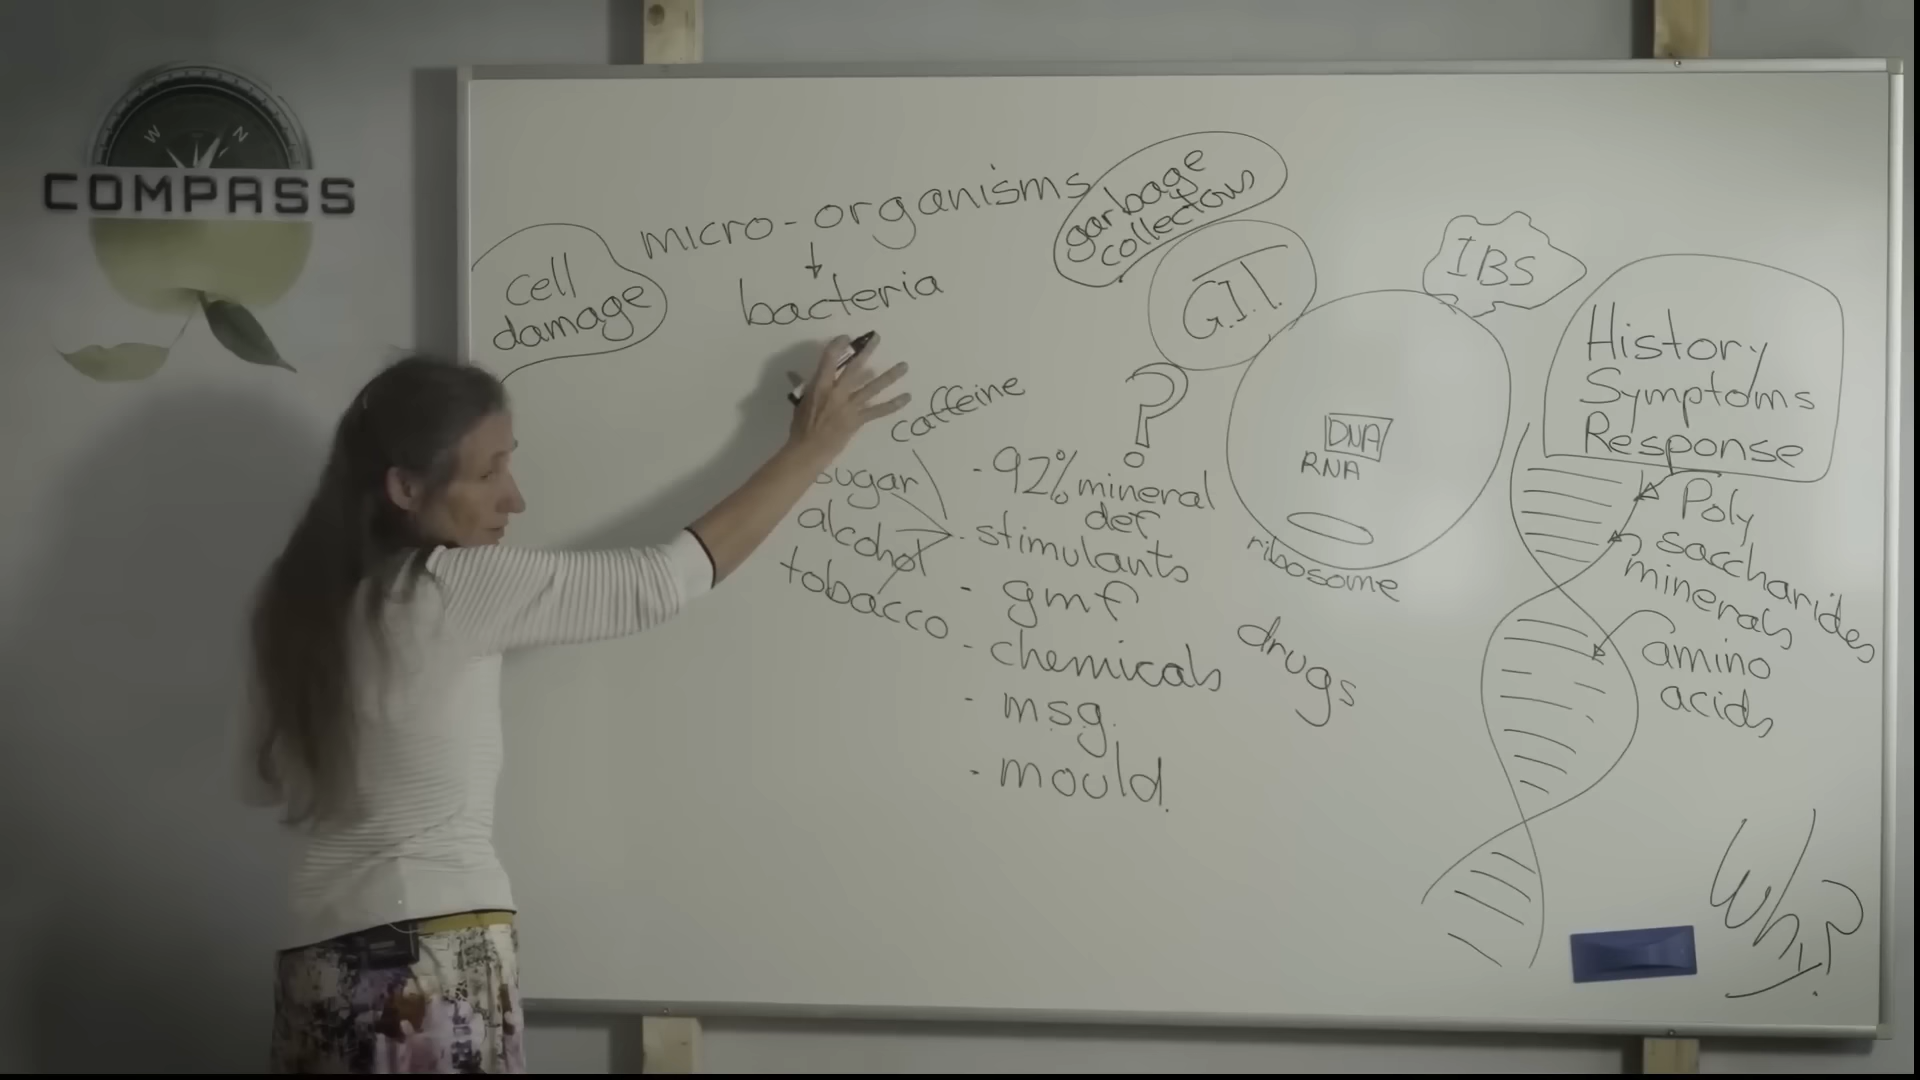 W N
COMPASS
cell
damage
micro-organisms
bacteria
garbage
collectors
G.I.T.
IBS
History
Symptoms
Response
caffeine
sugar
alcohol
tobacco
?
- 92% mineral
def
- stimulants
- gmf
- chemicals
- msg.
- mould.
drugs
DNA
RNA
ribosome
Poly
saccharides
minerals
amino
acids